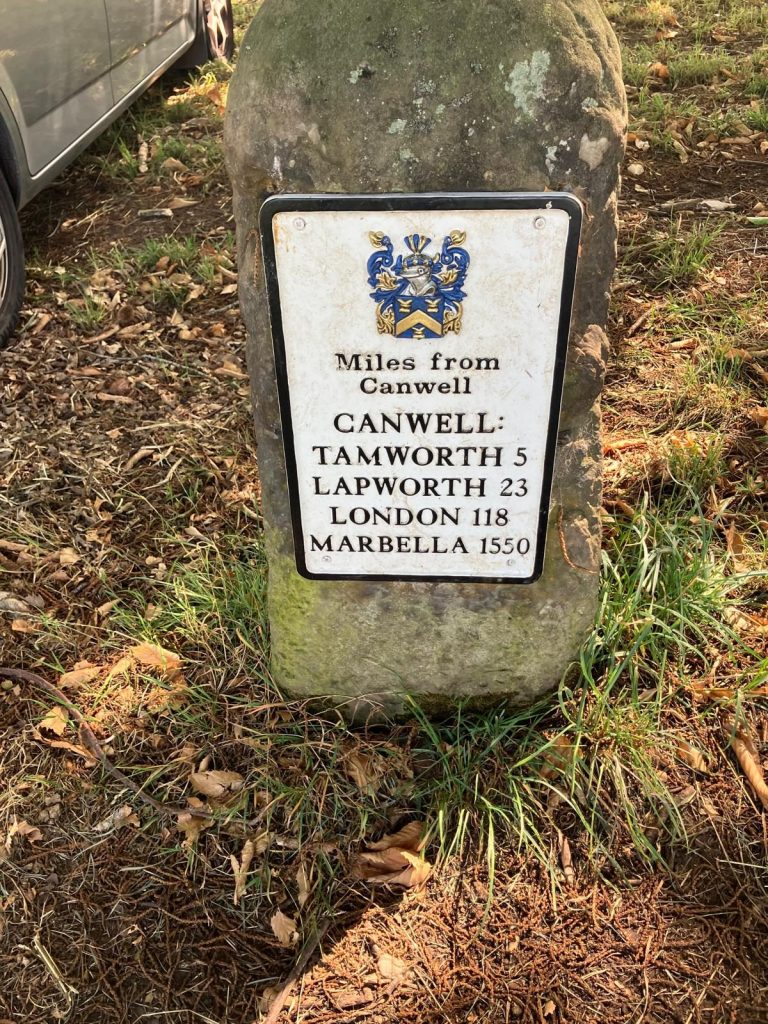 Miles from
Canwell
CANWELL:
TAMWORTH 5
LAPWORTH 23
LONDON 118
MARBELLA 1550